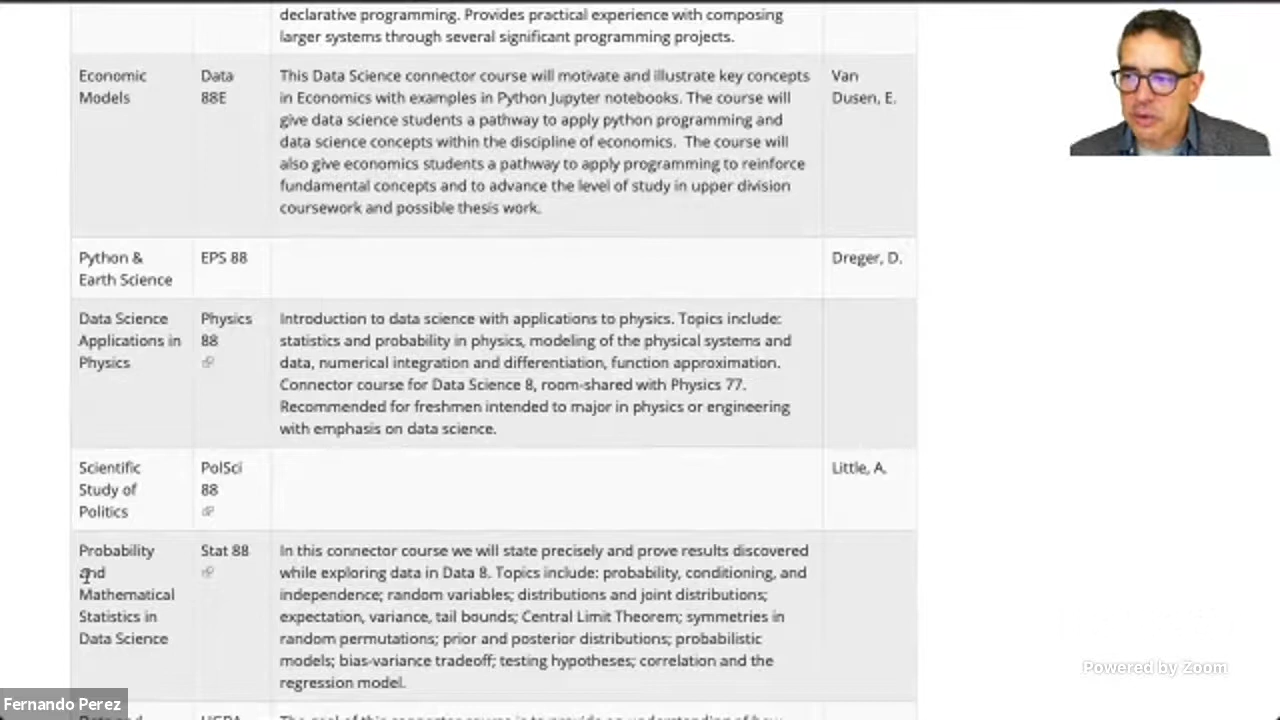 declarative programming. Provides practical experience with composing
larger systems through several significant programming projects.
Economic
Models
Data
88E
This Data Science connector course will motivate and illustrate key concepts
in Economics with examples in Python Jupyter notebooks. The course will
give data science students a pathway to apply python programming and
data science concepts within the discipline of economics.  The course will
also give economics students a pathway to apply programming to reinforce
fundamental concepts and to advance the level of study in upper division
coursework and possible thesis work.
Van
Dusen, E.
Python &
Earth Science
EPS 88
Dreger, D.
Data Science
Applications in
Physics
Physics
88
Introduction to data science with applications to physics. Topics include:
statistics and probability in physics, modeling of the physical systems and
data, numerical integration and differentiation, function approximation.
Connector course for Data Science 8, room-shared with Physics 77.
Recommended for freshmen intended to major in physics or engineering
with emphasis on data science.
Scientific
Study of
Politics
PolSci
88
Little, A.
Probability
and
Mathematical
Statistics in
Data Science
Stat 88
In this connector course we will state precisely and prove results discovered
while exploring data in Data 8. Topics include: probability, conditioning, and
independence; random variables; distributions and joint distributions;
expectation, variance, tail bounds; Central Limit Theorem; symmetries in
random permutations; prior and posterior distributions; probabilistic
models; bias-variance tradeoff; testing hypotheses; correlation and the
regression model.
Powered by Zoom
Fernando Perez